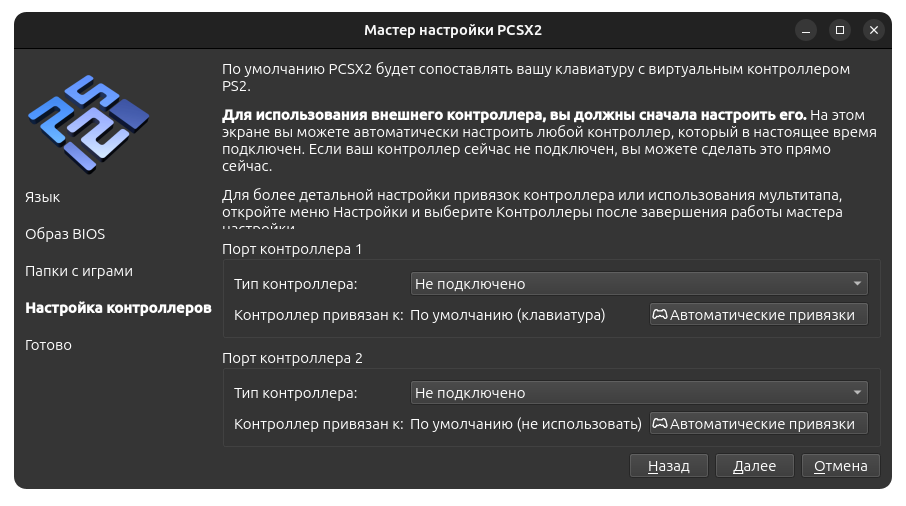 Мастер настройки PCSX2
По умолчанию PCSX2 будет сопоставлять вашу клавиатуру с виртуальным контроллером
PS2.
Для использования внешнего контроллера, вы должны сначала настроить его. На этом
экране вы можете автоматически настроить любой контроллер, который в настоящее время
подключен. Если ваш контроллер сейчас не подключен, вы можете сделать это прямо
сейчас.
Для более детальной настройки привязок контроллера или использования мультитапа,
откройте меню Настройки и выберите Контроллеры после завершения работы мастера
настройки.
Язык
Образ BIOS
Папки с играми
Настройка контроллеров
Готово
Порт контроллера 1
Тип контроллера: Не подключено
Контроллер привязан к: По умолчанию (клавиатура) Автоматические привязки
Порт контроллера 2
Тип контроллера: Не подключено
Контроллер привязан к: По умолчанию (не использовать) Автоматические привязки
Назад Далее Отмена